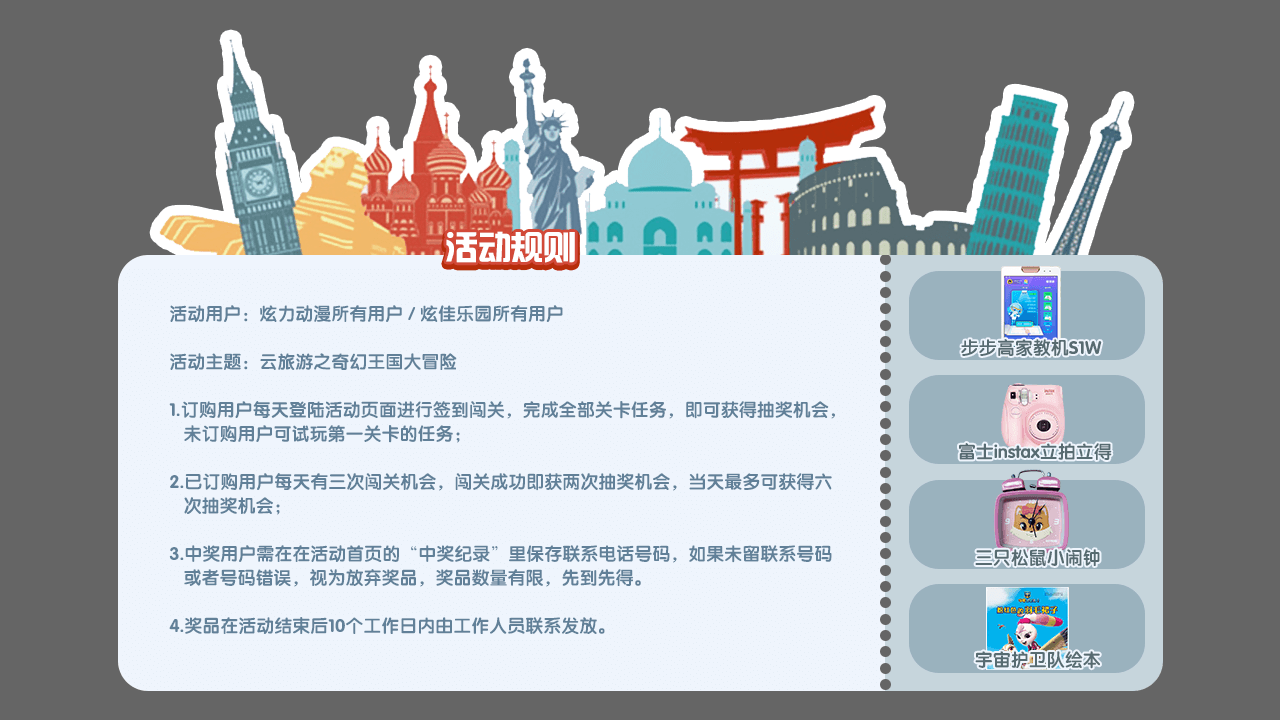 活动规则
活动用户：炫力动漫所有用户 / 炫佳乐园所有用户
活动主题：云旅游之奇幻王国大冒险
1.订购用户每天登陆活动页面进行签到闯关，完成全部关卡任务，即可获得抽奖机会，
未订购用户可试玩第一关卡的任务；
2.已订购用户每天有三次闯关机会，闯关成功即获两次抽奖机会，当天最多可获得六
次抽奖机会；
3.中奖用户需在在活动首页的“中奖纪录”里保存联系电话号码，如果未留联系号码
或者号码错误，视为放弃奖品，奖品数量有限，先到先得。
4.奖品在活动结束后10个工作日内由工作人员联系发放。
步步高家教机S1W
富士instax立拍立得
三只松鼠小闹钟
宇宙护卫队绘本